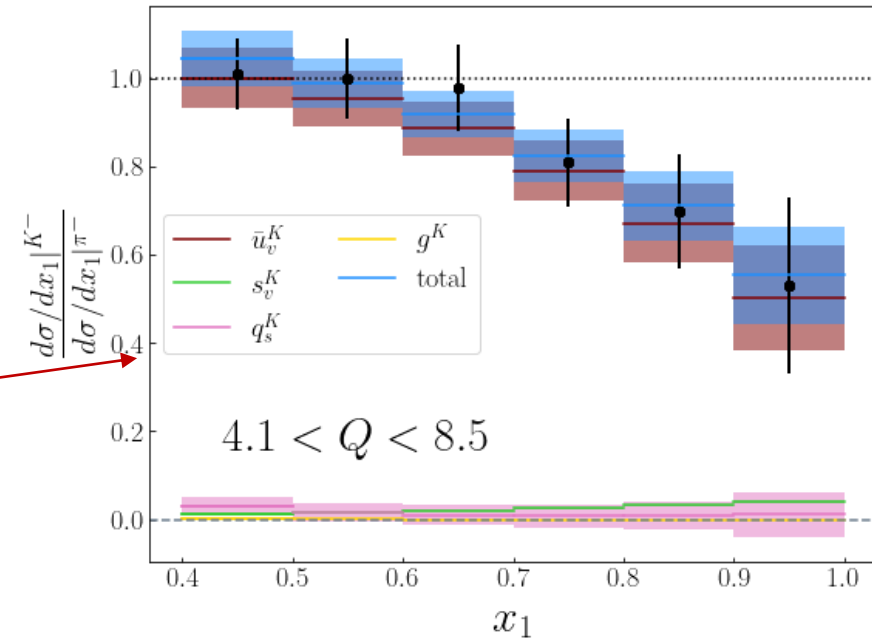 1.0
0.8
0.6
0.4
0.2
0.0
dσ/dx₁|ᴷ⁻
dσ/dx₁|^π⁻
ū_v^K
s_v^K
q_s^K
g^K
total
4.1 < Q < 8.5
0.4 0.5 0.6 0.7 0.8 0.9 1.0
x₁